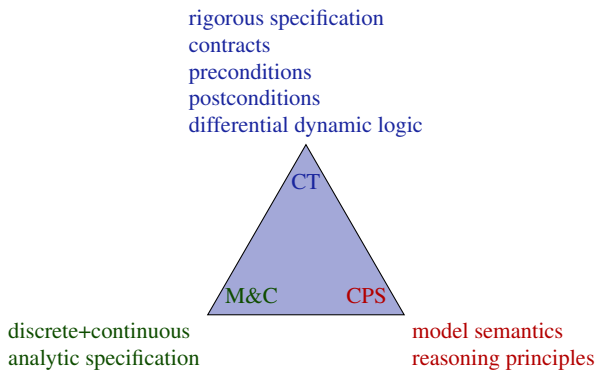 rigorous specification
contracts
preconditions
postconditions
differential dynamic logic
CT
M&C
CPS
discrete+continuous
analytic specification
model semantics
reasoning principles